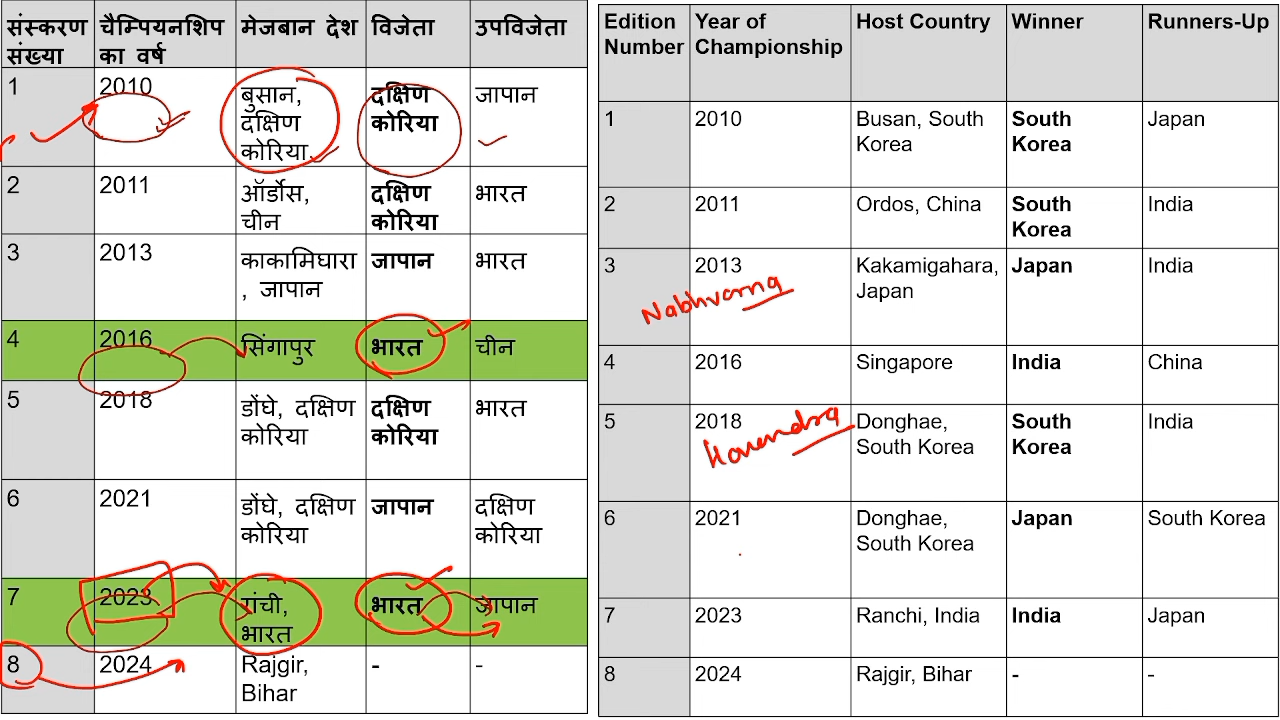 संस्करण संख्या चैम्पियनशिप का वर्ष मेजबान देश विजेता उपविजेता
1 2010 बुसान, दक्षिण कोरिया दक्षिण कोरिया जापान
2 2011 ऑर्डोस, चीन दक्षिण कोरिया भारत
3 2013 काकामिघारा , जापान जापान भारत
4 2016 सिंगापुर भारत चीन
5 2018 डोंघे, दक्षिण कोरिया दक्षिण कोरिया भारत
6 2021 डोंघे, दक्षिण कोरिया जापान दक्षिण कोरिया
7 2023 रांची, भारत भारत जापान
8 2024 Rajgir, Bihar - -
Edition Number Year of Championship Host Country Winner Runners-Up
1 2010 Busan, South Korea South Korea Japan
2 2011 Ordos, China South Korea India
3 2013 Kakamigahara, Japan Japan India
Nabhvarna
4 2016 Singapore India China
5 2018 Donghae, South Korea South Korea India
Harendra
6 2021 Donghae, South Korea Japan South Korea
7 2023 Ranchi, India India Japan
8 2024 Rajgir, Bihar - -